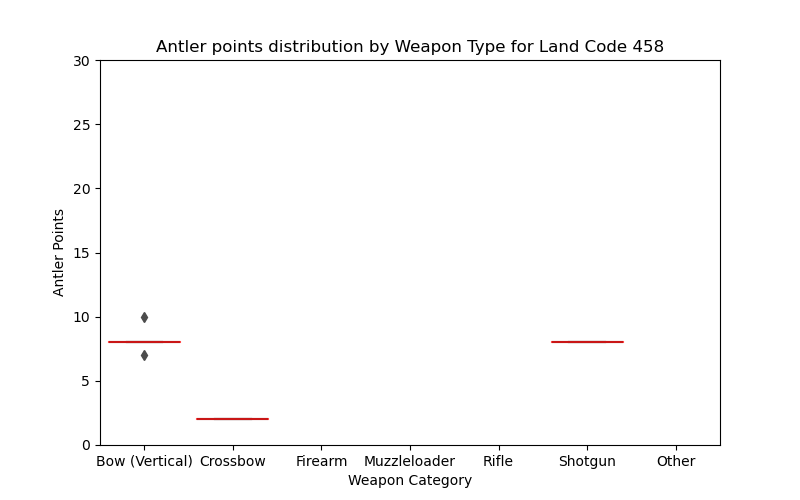 Antler points distribution by Weapon Type for Land Code 458
30
25
20
15
10
5
0
Antler Points
Bow (Vertical) Crossbow Firearm Muzzleloader Rifle Shotgun Other
Weapon Category